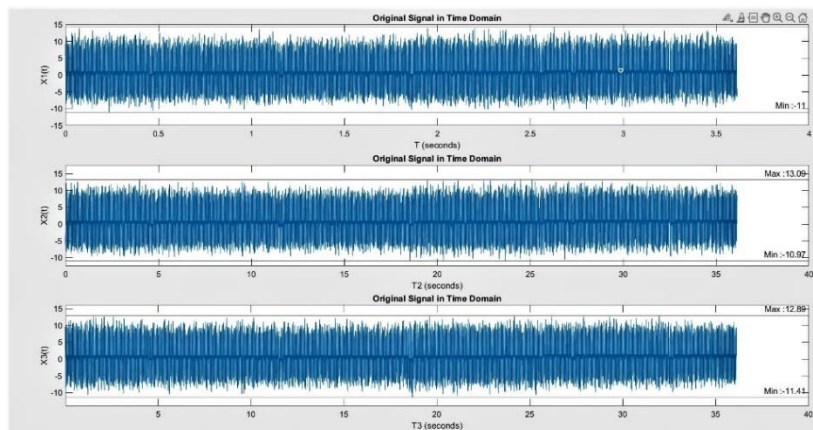 Original Signal in Time Domain
15
10
5
0
-5
-10
-15
X1(t)
Min :-11
0 0.5 1 1.5 2 2.5 3 3.5 4
T (seconds)
Original Signal in Time Domain
Max :13.09
15
10
5
0
-5
-10
X2(t)
Min :-10.97
0 5 10 15 20 25 30 35 40
T2 (seconds)
Original Signal in Time Domain
Max :12.89
15
10
5
0
-5
-10
X3(t)
Min :-11.41
5 10 15 20 25 30 35 40
T3 (seconds)